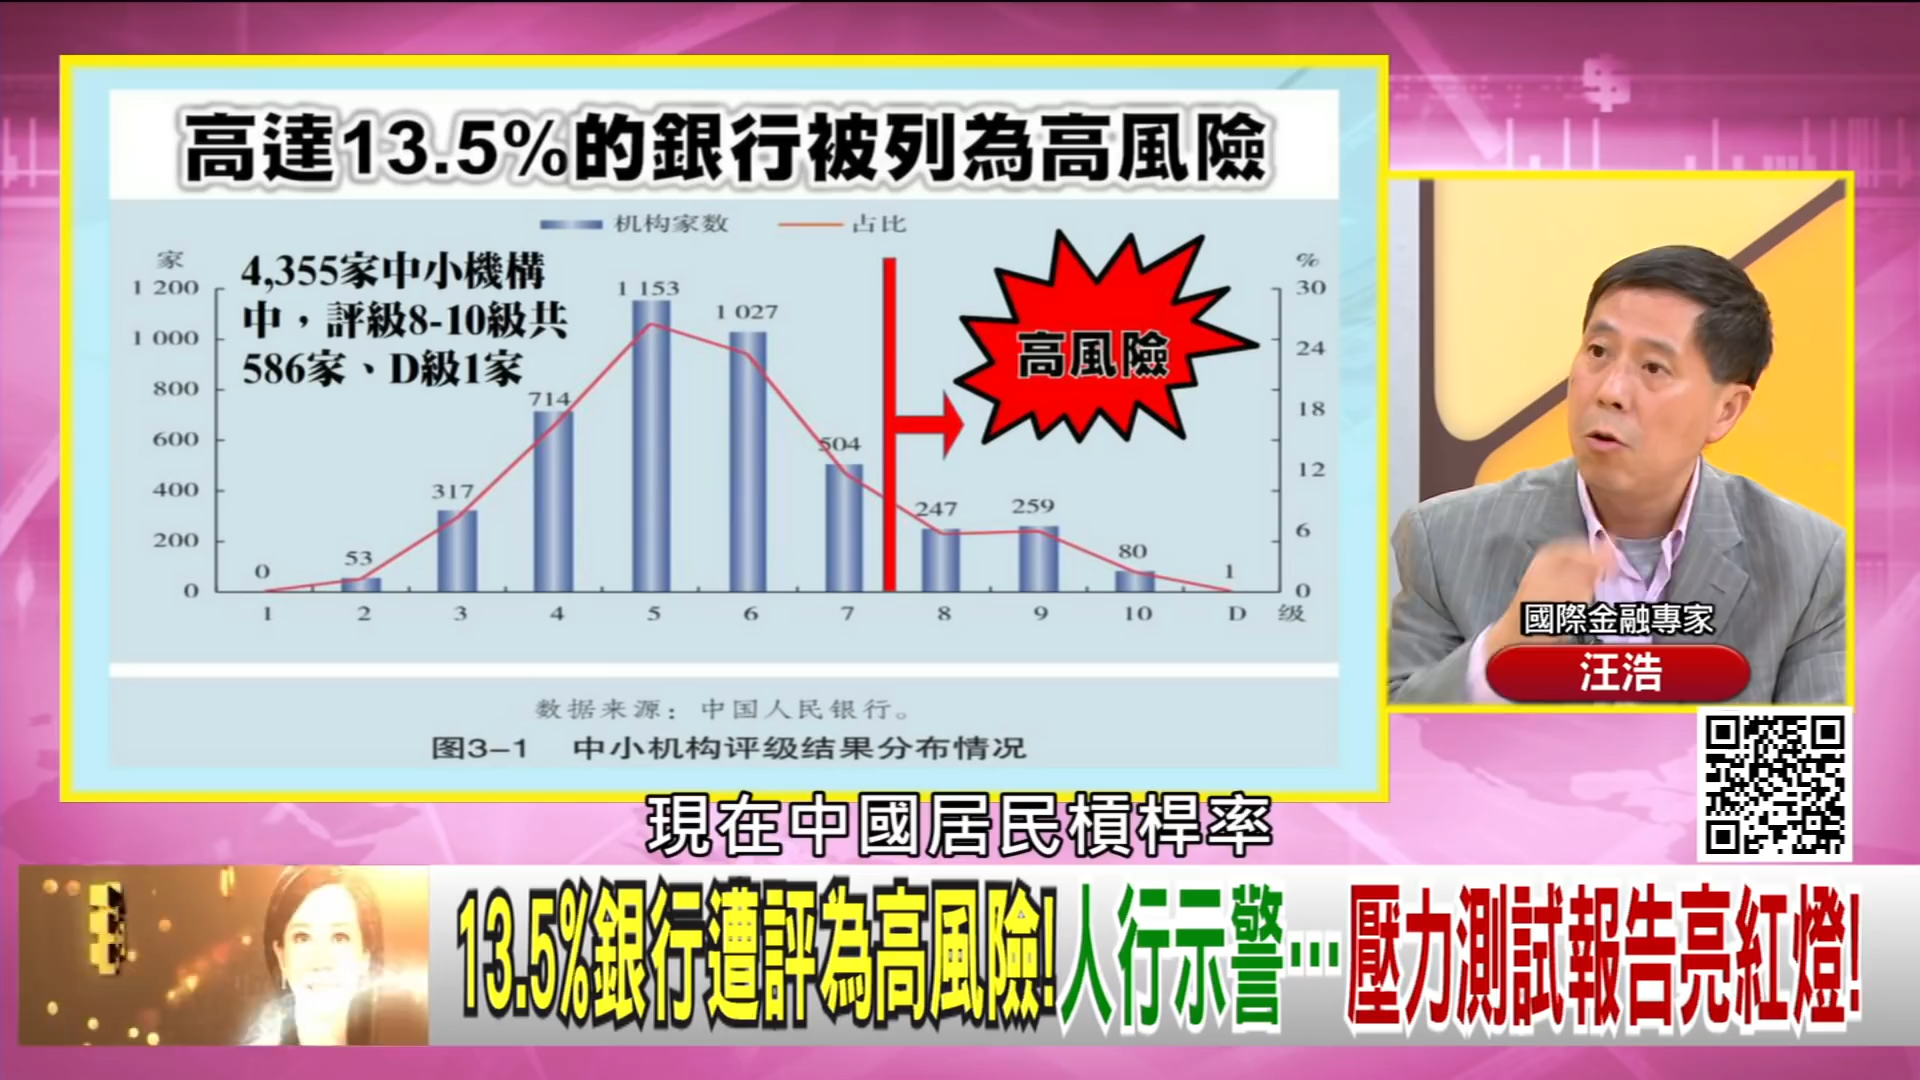 高達13.5%的銀行被列為高風險
机构家数 占比
家
%
4,355家中小機構
中，評級8-10級共
586家、D級1家
1 200
1 000
800
600
400
200
0
30
24
18
12
6
0
0
53
317
714
1 153
1 027
504
247
259
80
1
高風險
1 2 3 4 5 6 7 8 9 10 D 级
数据来源：中国人民银行。
图3-1 中小机构评级结果分布情况
國際金融專家
汪浩
現在中國居民槓桿率
13.5%銀行遭評為高風險!人行示警…壓力測試報告亮紅燈!